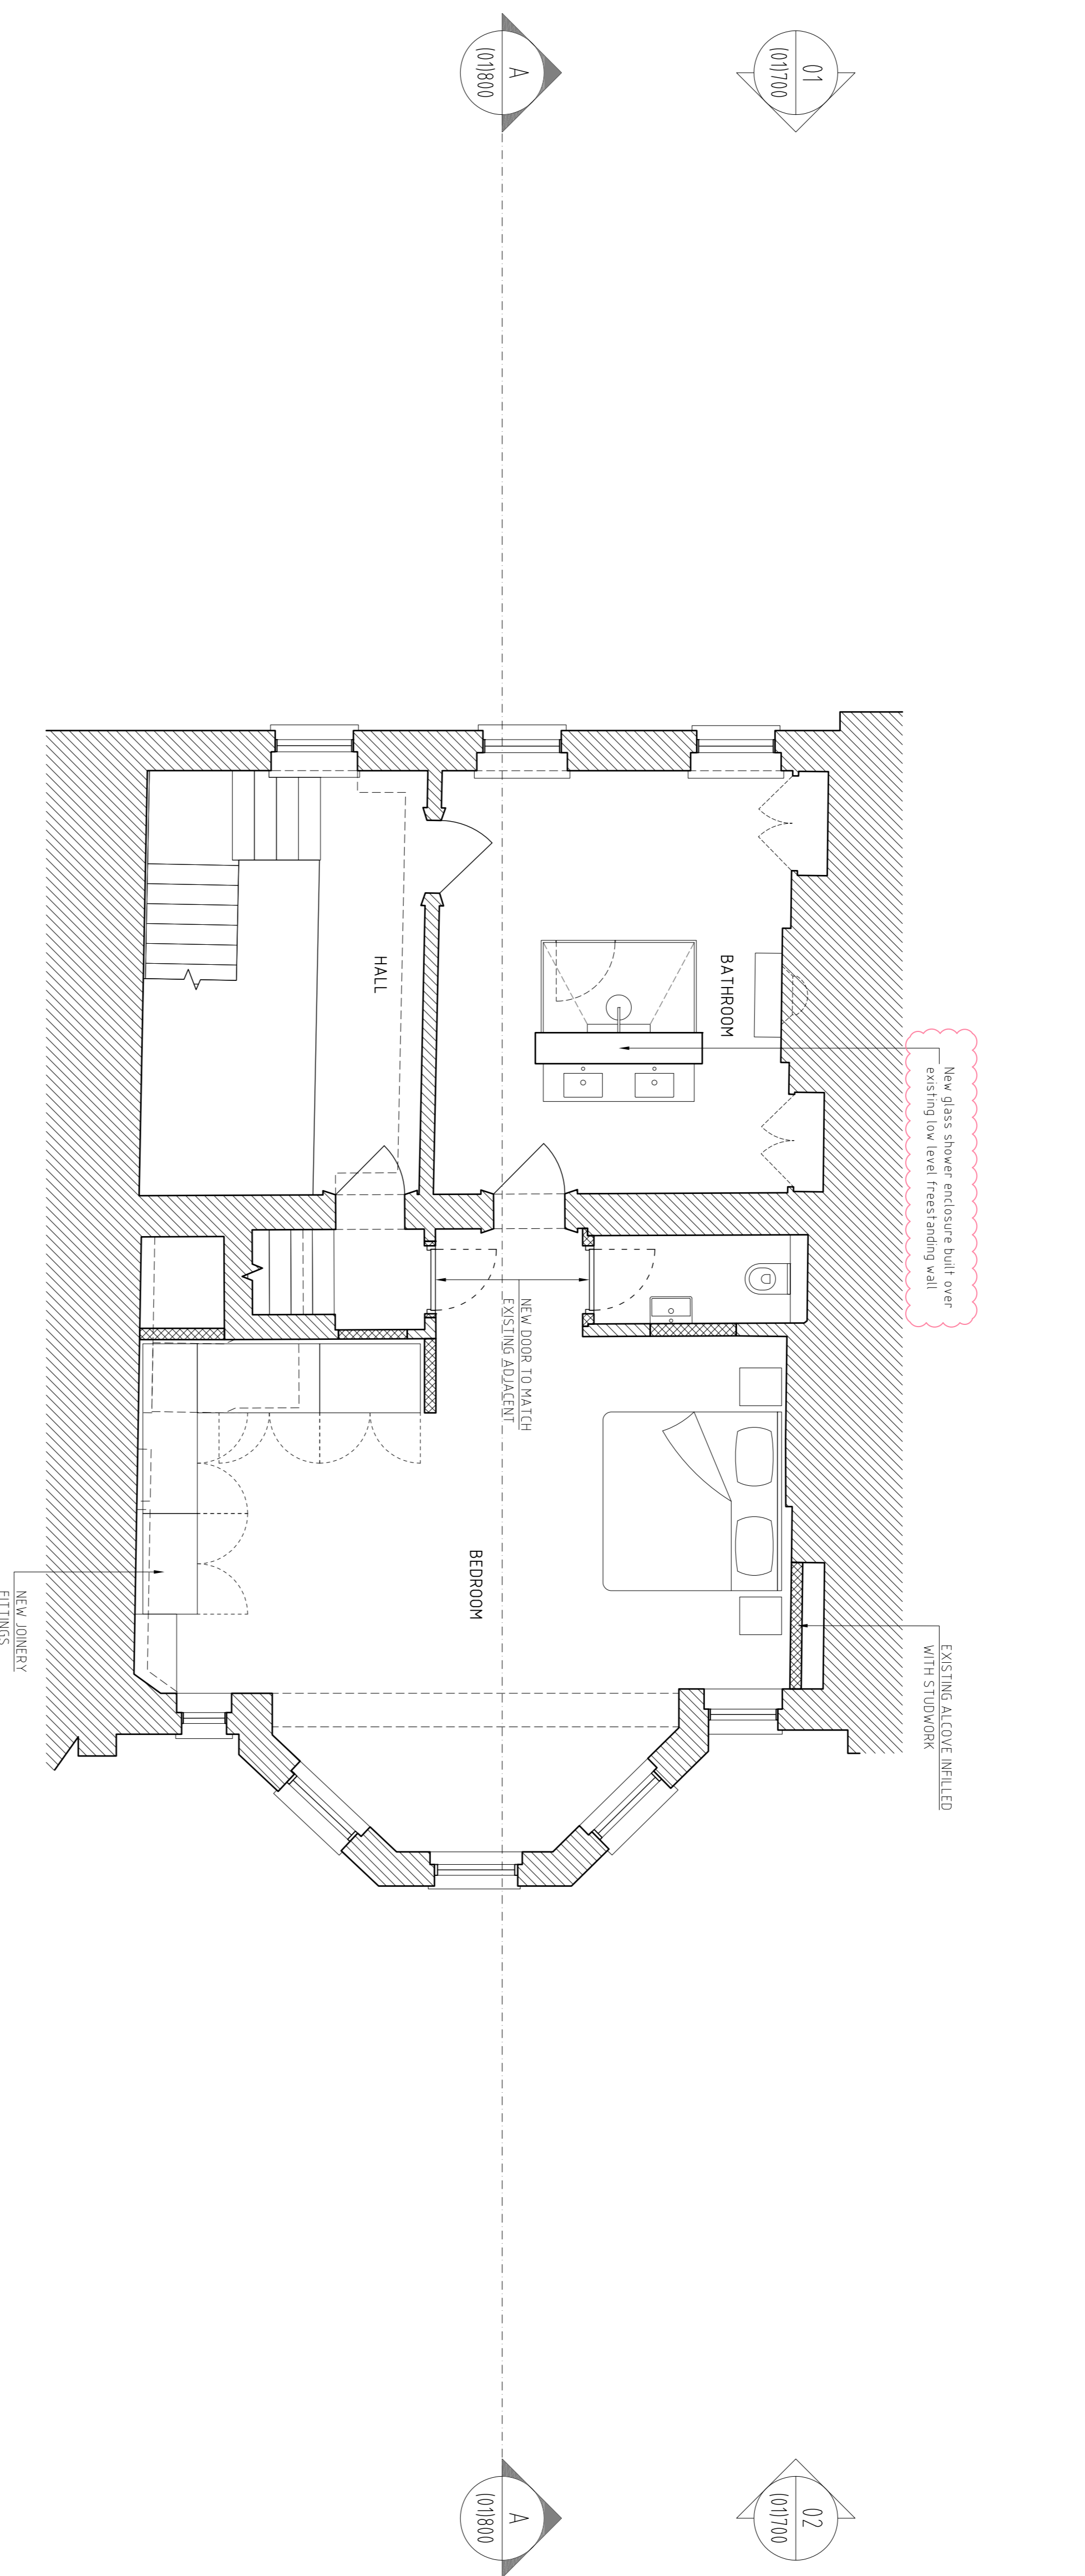 01
(01)700
A
(01)800
New glass shower enclosure built over
existing low level freestanding wall
BATHROOM
HALL
NEW DOOR TO MATCH
EXISTING ADJACENT
BEDROOM
EXISTING ALCOVE INFILLED
WITH STUDWORK
NEW JOINERY
FITTINGS
02
(01)700
A
(01)800